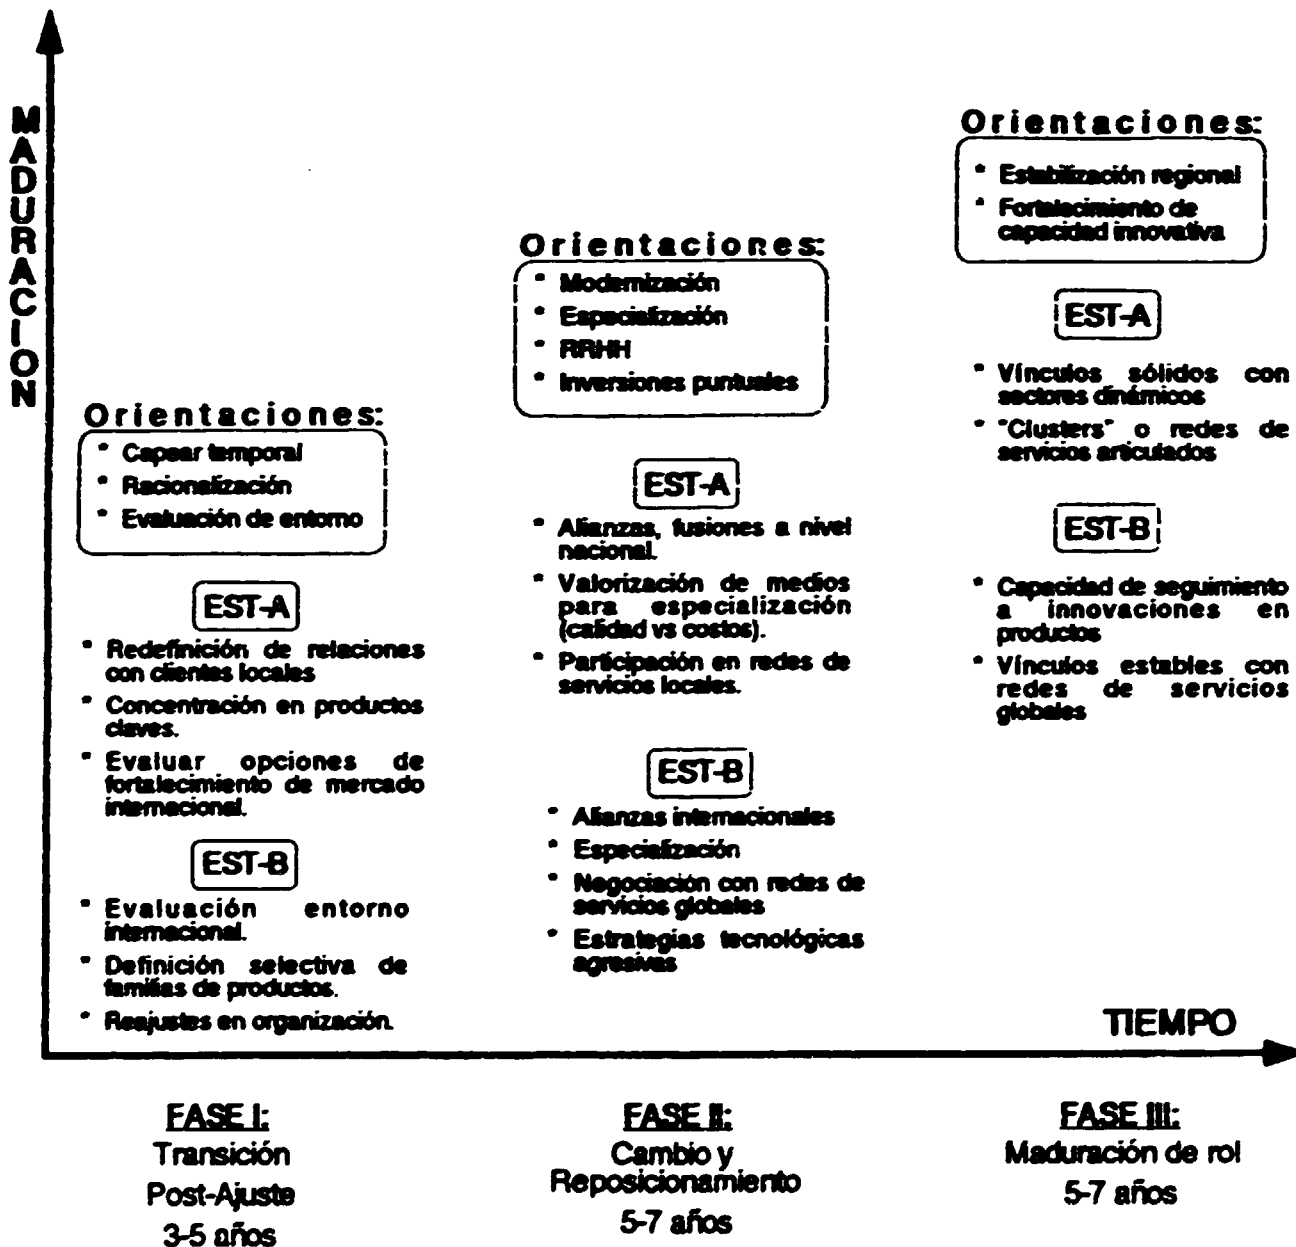 MADURACION
Orientaciones:
* Capear temporal
* Racionalización
* Evaluación de entorno
EST-A
* Redefinición de relaciones
con clientes locales
* Concentración en productos
claves.
* Evaluar opciones de
fortalecimiento de mercado
internacional.
EST-B
* Evaluación entorno
internacional.
* Definición selectiva de
familias de productos.
* Reajustes en organización.
Orientaciones:
* Modernización
* Especialización
* RRHH
* Inversiones puntuales
EST-A
* Alianzas, fusiones a nivel
nacional.
* Valorización de medios
para especialización
(calidad vs costos).
* Participación en redes de
servicios locales.
EST-B
* Alianzas internacionales
* Especialización
* Negociación con redes de
servicios globales
* Estrategias tecnológicas
agresivas
Orientaciones:
* Estabilización regional
* Fortalecimiento de
capacidad innovativa
EST-A
* Vínculos sólidos con
sectores dinámicos
* "Clusters" o redes de
servicios articulados
EST-B
* Capacidad de seguimiento
a innovaciones en
productos
* Vínculos estables con
redes de servicios
globales
TIEMPO
FASE I:
Transición
Post-Ajuste
3-5 años
FASE II:
Cambio y
Reposicionamiento
5-7 años
FASE III:
Maduración de rol
5-7 años